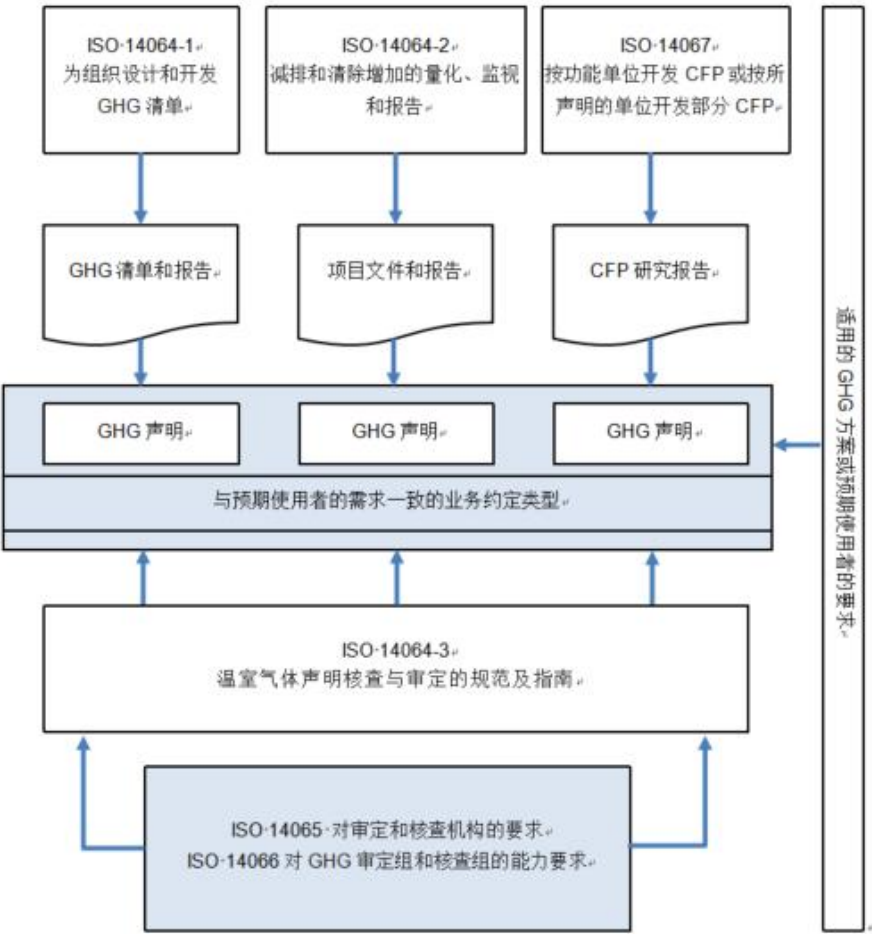 ISO·14064-1
为组织设计和开发
GHG 清单
ISO·14064-2
减排和清除增加的量化、监视
和报告
ISO·14067
按功能单位开发 CFP 或按所
声明的单位开发部分 CFP
GHG 清单和报告
项目文件和报告
CFP 研究报告
GHG 声明
GHG 声明
GHG 声明
与预期使用者的需求一致的业务约定类型
ISO·14064-3
温室气体声明核查与审定的规范及指南
ISO·14065·对审定和核查机构的要求
ISO·14066 对 GHG 审定组和核查组的能力要求
适用的 GHG 方案或预期使用者的要求